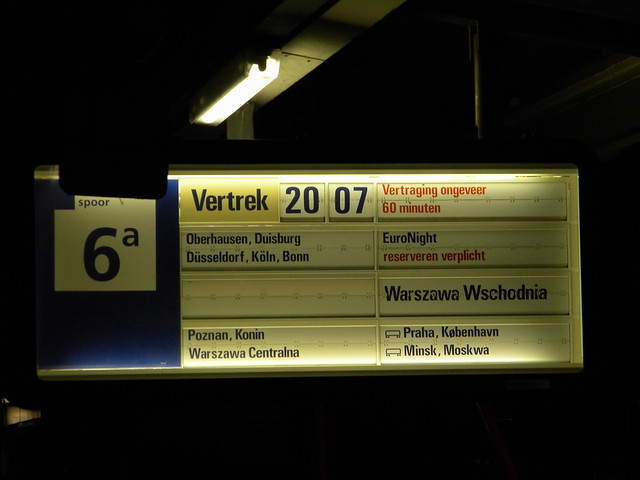 spoor
6a
Vertrek 20 07
Vertraging ongeveer
60 minuten
Oberhausen, Duisburg
Düsseldorf, Köln, Bonn
EuroNight
reserveren verplicht
Warszawa Wschodnia
Poznan, Konin
Warszawa Centralna
Praha, København
Minsk, Moskwa